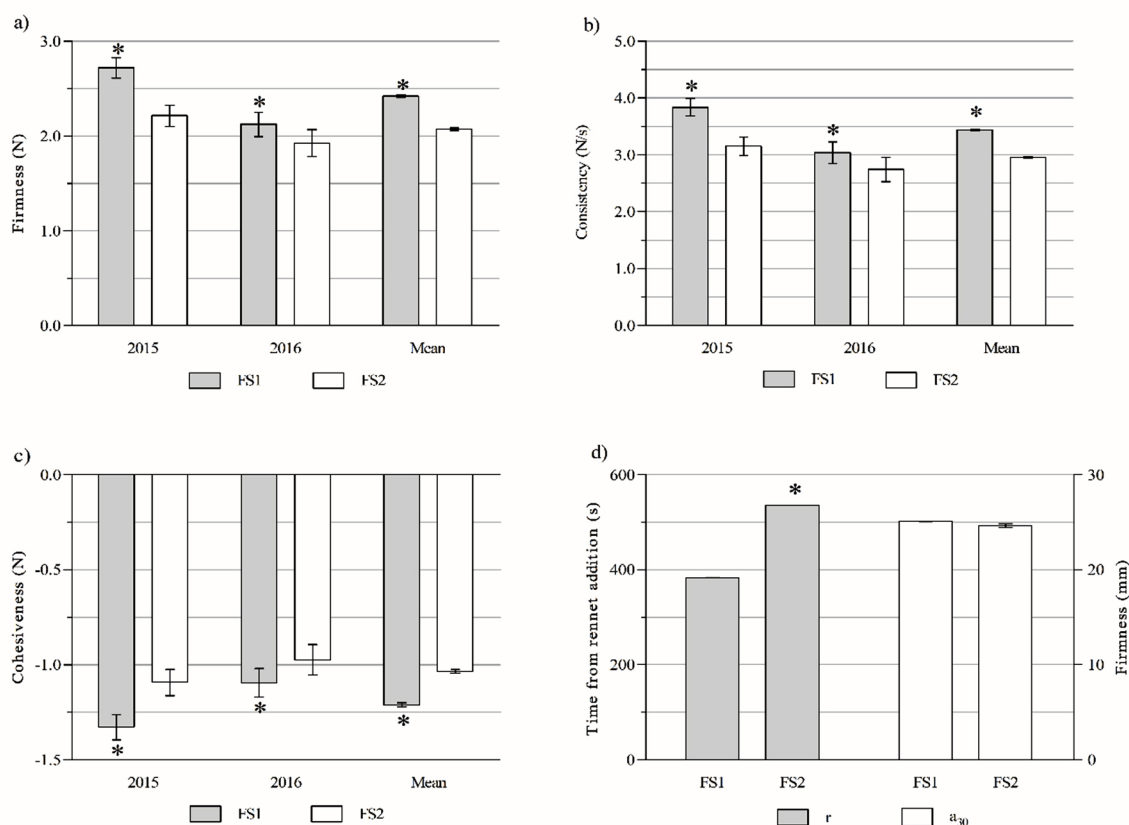 a)
3.0
2.0
1.0
0.0
Firmness (N)
*
*
*
2015 2016 Mean
FS1 FS2
b)
5.0
4.0
3.0
2.0
1.0
0.0
Consistency (N/s)
*
*
*
2015 2016 Mean
FS1 FS2
c)
0.0
-0.5
-1.0
-1.5
Cohesiveness (N)
*
*
*
2015 2016 Mean
FS1 FS2
d)
600
400
200
0
Time from rennet addition (s)
*
30
20
10
0
Firmness (mm)
FS1 FS2 FS1 FS2
r a30